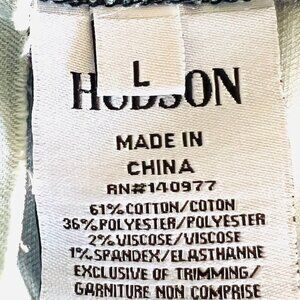 L
HUDSON
MADE IN
CHINA
RN#140977
61% COTTON/COTON
36% POLYESTER/POLYESTER
2% VISCOSE/VISCOSE
1% SPANDEX/ELASTHANNE
EXCLUSIVE OF TRIMMING/
GARNITURE NON COMPRISE